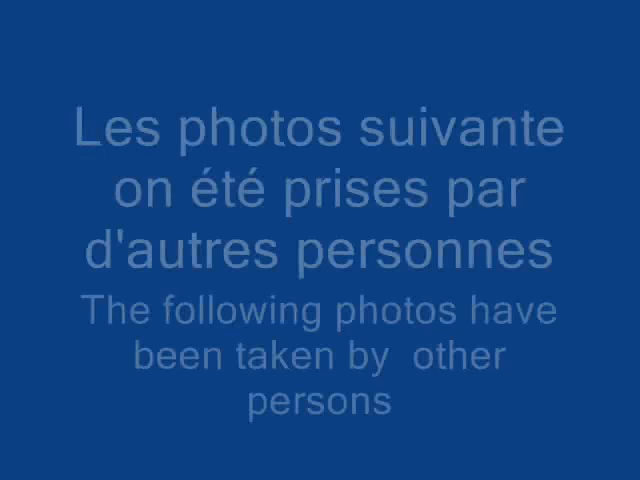 Les photos suivante
on été prises par
d'autres personnes
The following photos have
been taken by  other
persons